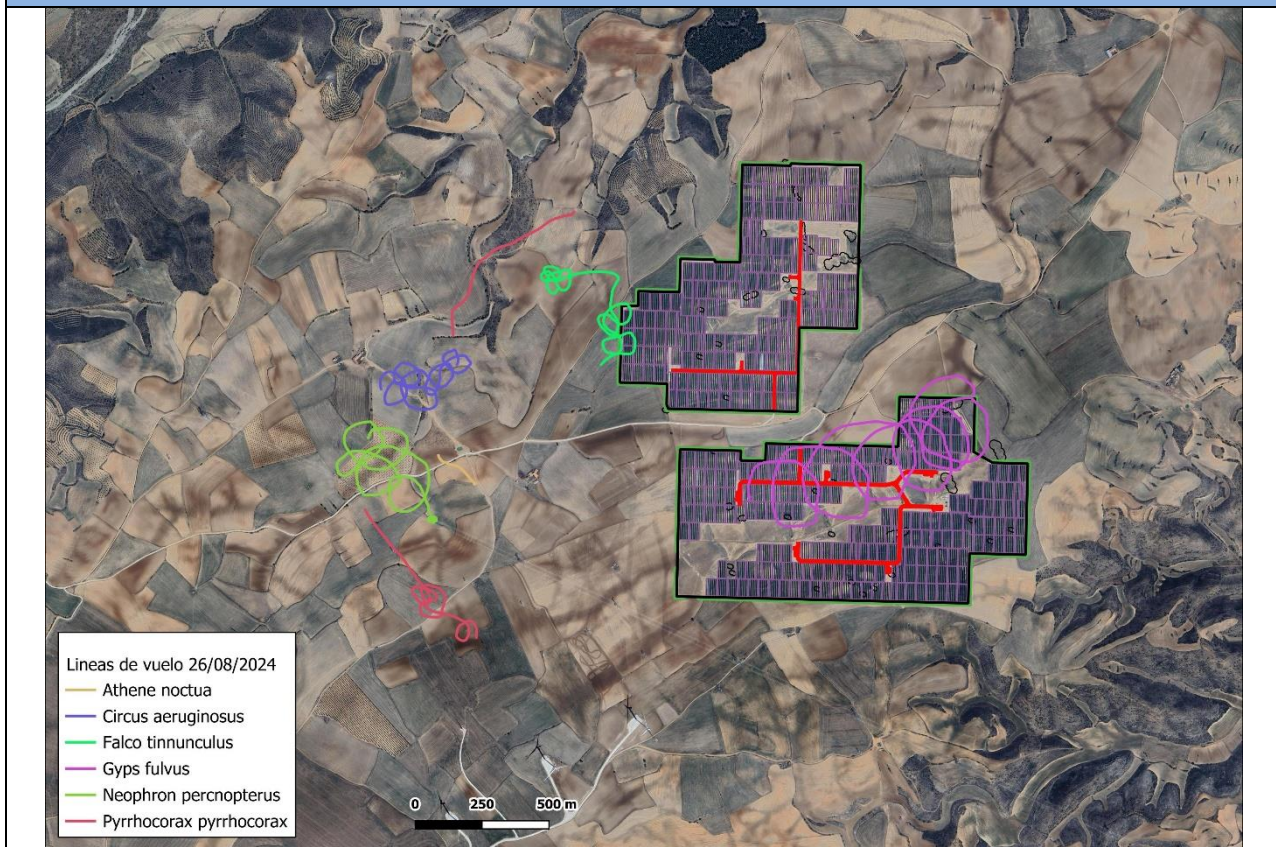 Lineas de vuelo 26/08/2024
Athene noctua
Circus aeruginosus
Falco tinnunculus
Gyps fulvus
Neophron percnopterus
Pyrrhocorax pyrrhocorax
0 250 500 m